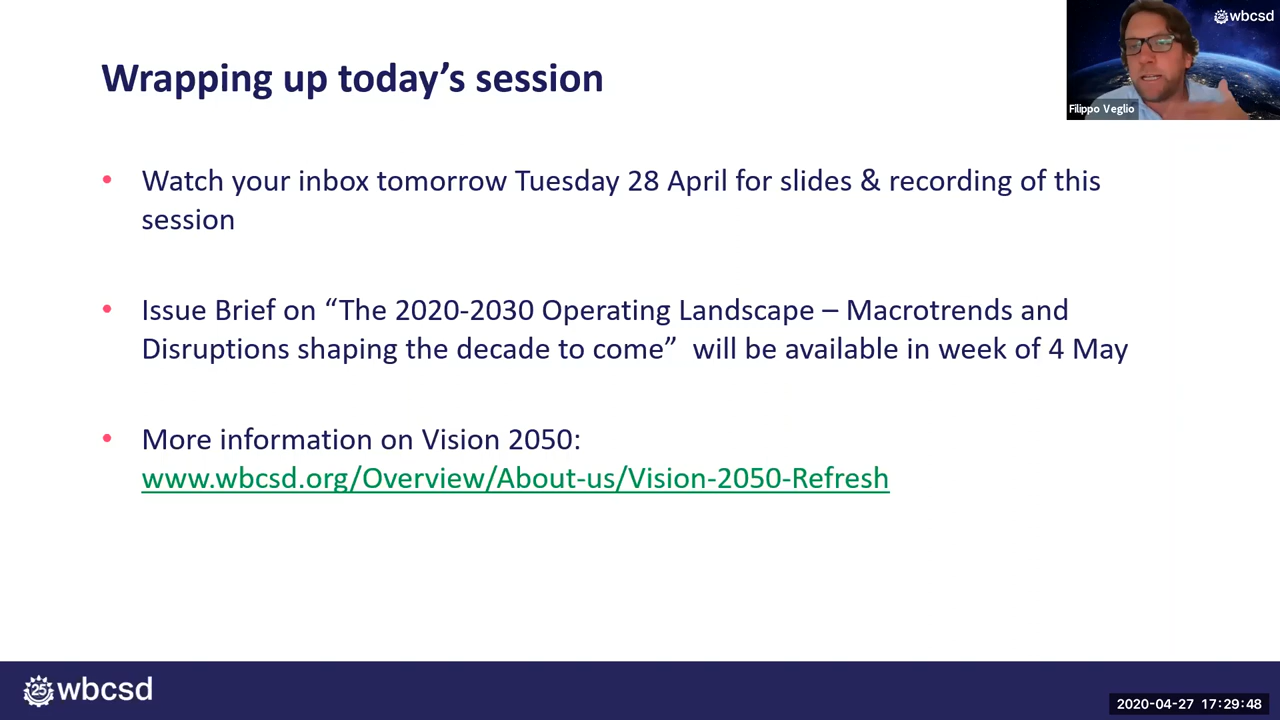 wbcsd
Filippo Veglio
Wrapping up today’s session
• Watch your inbox tomorrow Tuesday 28 April for slides & recording of this
session
• Issue Brief on “The 2020-2030 Operating Landscape – Macrotrends and
Disruptions shaping the decade to come”  will be available in week of 4 May
• More information on Vision 2050:
www.wbcsd.org/Overview/About-us/Vision-2050-Refresh
25 wbcsd
2020-04-27 17:29:48